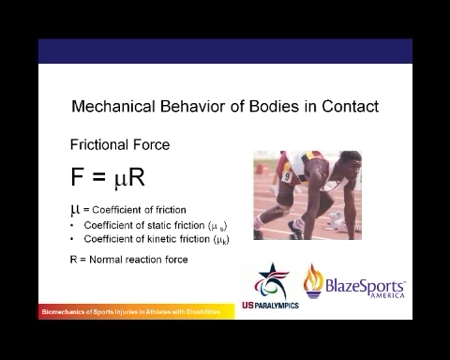 Mechanical Behavior of Bodies in Contact
Frictional Force
F = μR
μ = Coefficient of friction
• Coefficient of static friction (μ s)
• Coefficient of kinetic friction (μk)
R = Normal reaction force
9
US PARALYMPICS
BlazeSports
AMERICA
Biomechanics of Sports Injuries in Athletes with Disabilities